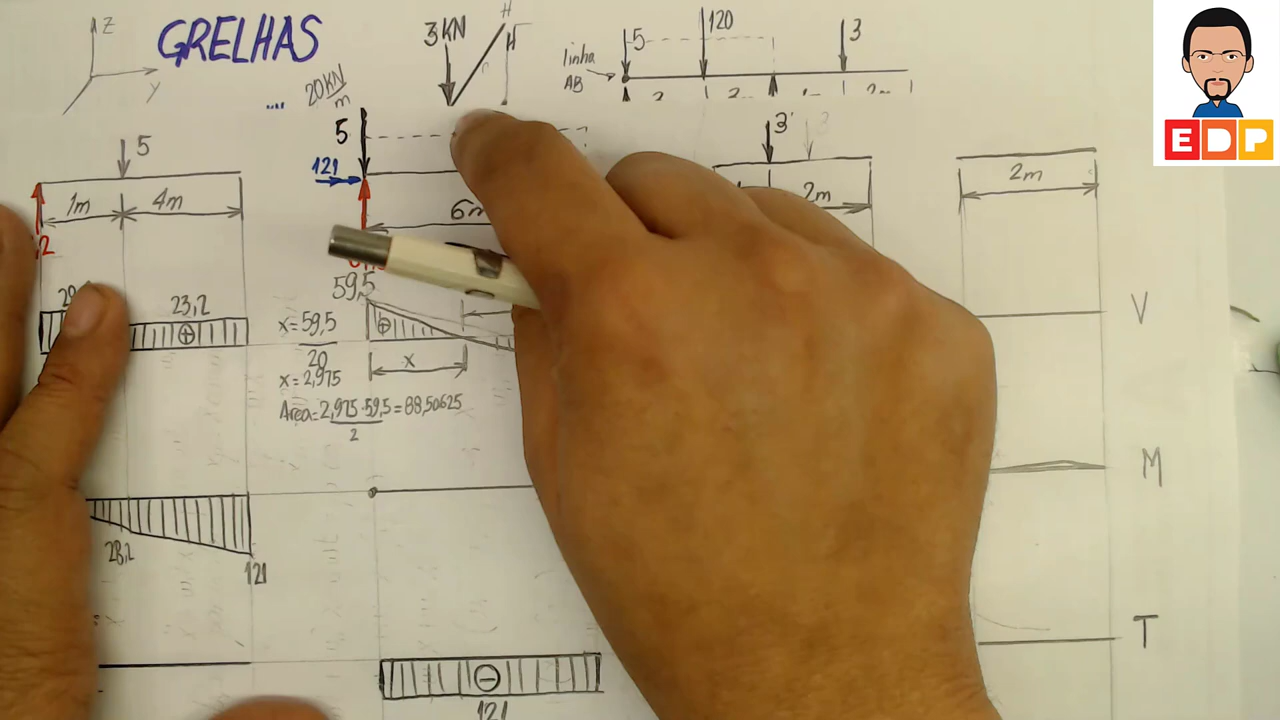 Z
Y
GRELHAS
3KN
H
H
5
120
3
linha
AB
20KN
m
5
121
5
1m
4m
6m
3
3
2m
2m
23,2
59,5
x=59,5
20
x=2,975
x
Area=2,975·59,5=88,50625
2
28,2
121
121
V
M
T
EDP